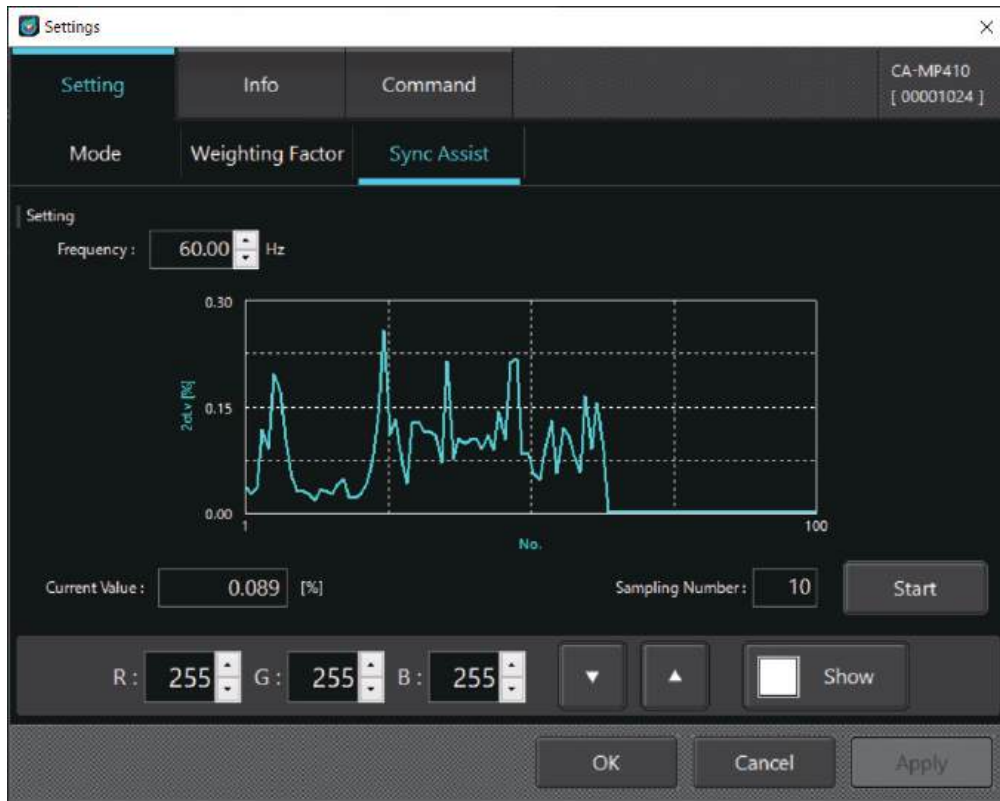 Settings
Setting Info Command
CA-MP410
[ 00001024 ]
Mode Weighting Factor Sync Assist
Setting
Frequency : 60.00 Hz
0.30
0.15
0.00
2σLv [%]
1 100
No.
Current Value : 0.089 [%] Sampling Number : 10 Start
R : 255 G : 255 B : 255 Show
OK Cancel Apply